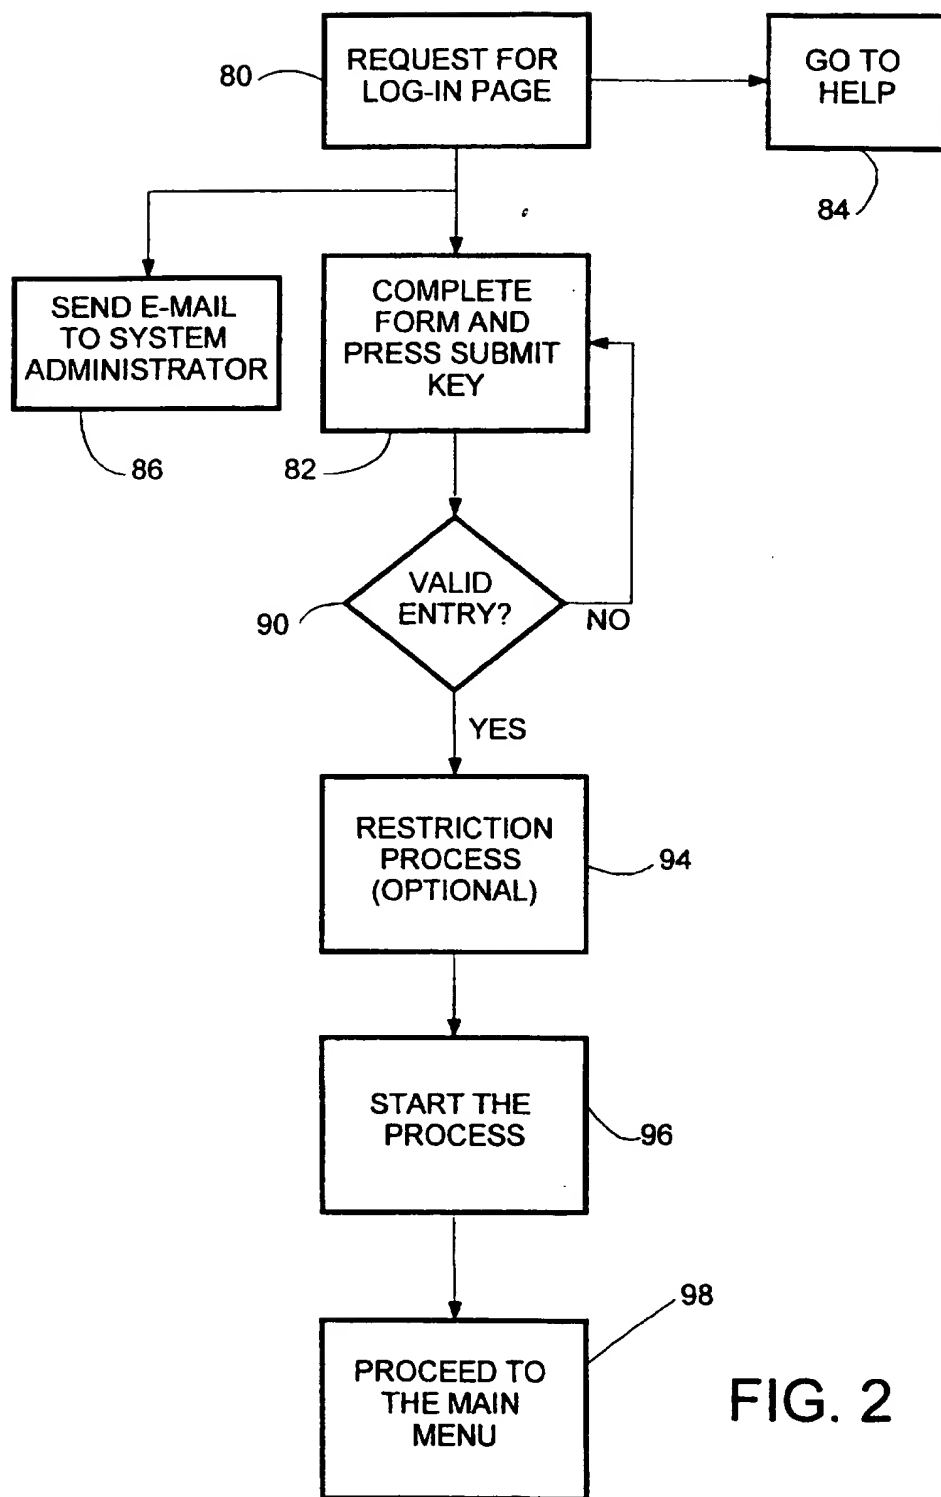 80
REQUEST FOR
LOG-IN PAGE
GO TO
HELP
84
SEND E-MAIL
TO SYSTEM
ADMINISTRATOR
86
COMPLETE
FORM AND
PRESS SUBMIT
KEY
82
VALID
ENTRY?
90
NO
YES
RESTRICTION
PROCESS
(OPTIONAL)
94
START THE
PROCESS
96
98
PROCEED TO
THE MAIN
MENU
FIG. 2